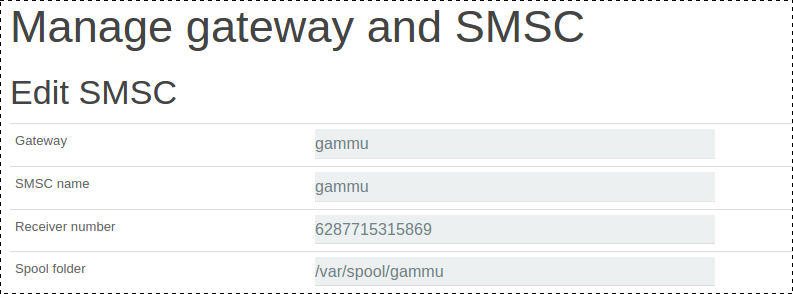 Manage gateway and SMSC
Edit SMSC
Gateway gammu
SMSC name gammu
Receiver number 6287715315869
Spool folder /var/spool/gammu